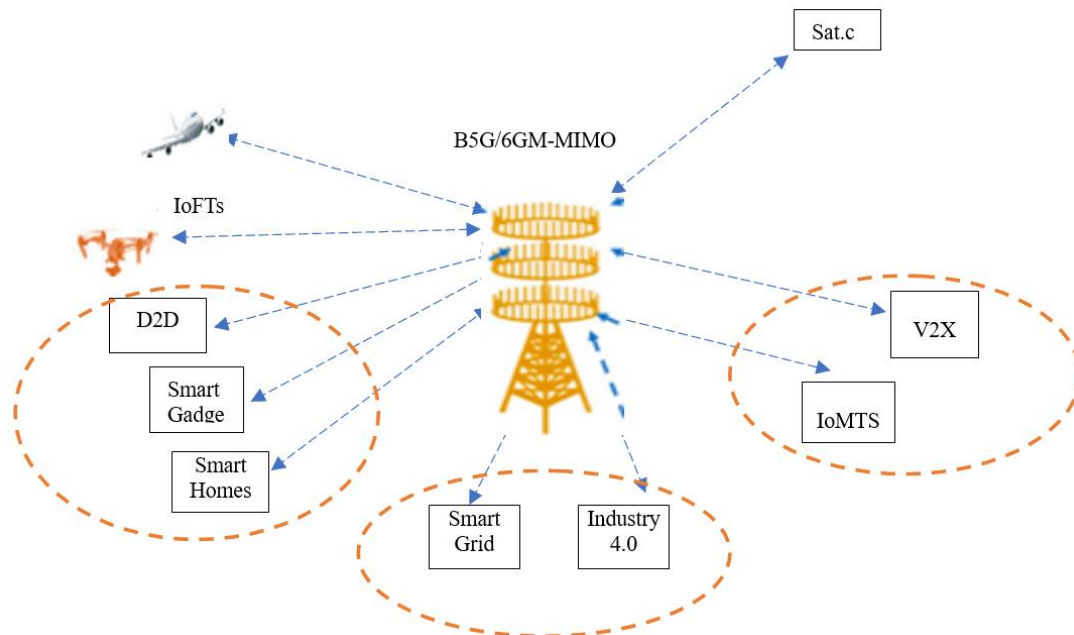 Sat.c
B5G/6GM-MIMO
IoFTs
D2D
V2X
Smart
Gadge
IoMTS
Smart
Homes
Smart
Grid
Industry
4.0